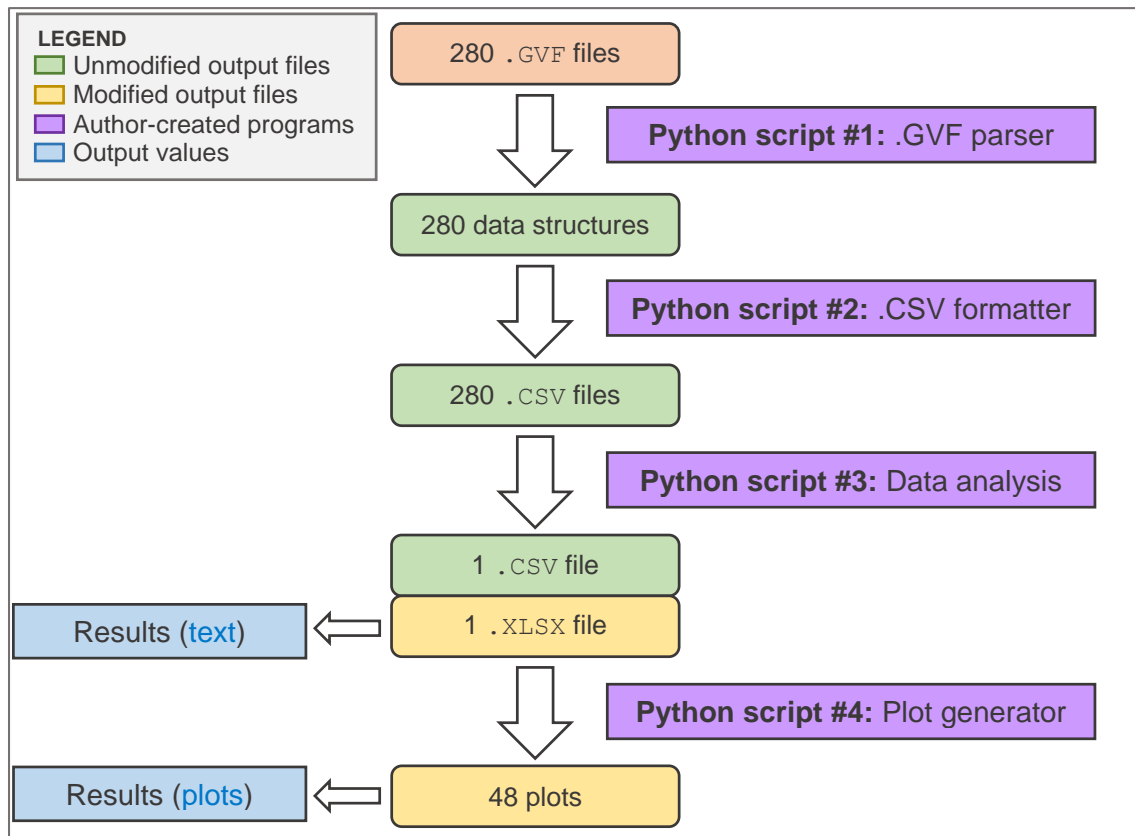 LEGEND
Unmodified output files
Modified output files
Author-created programs
Output values
280 .GVF files
Python script #1: .GVF parser
280 data structures
Python script #2: .CSV formatter
280 .CSV files
Python script #3: Data analysis
1 .CSV file
1 .XLSX file
Results (text)
Python script #4: Plot generator
48 plots
Results (plots)